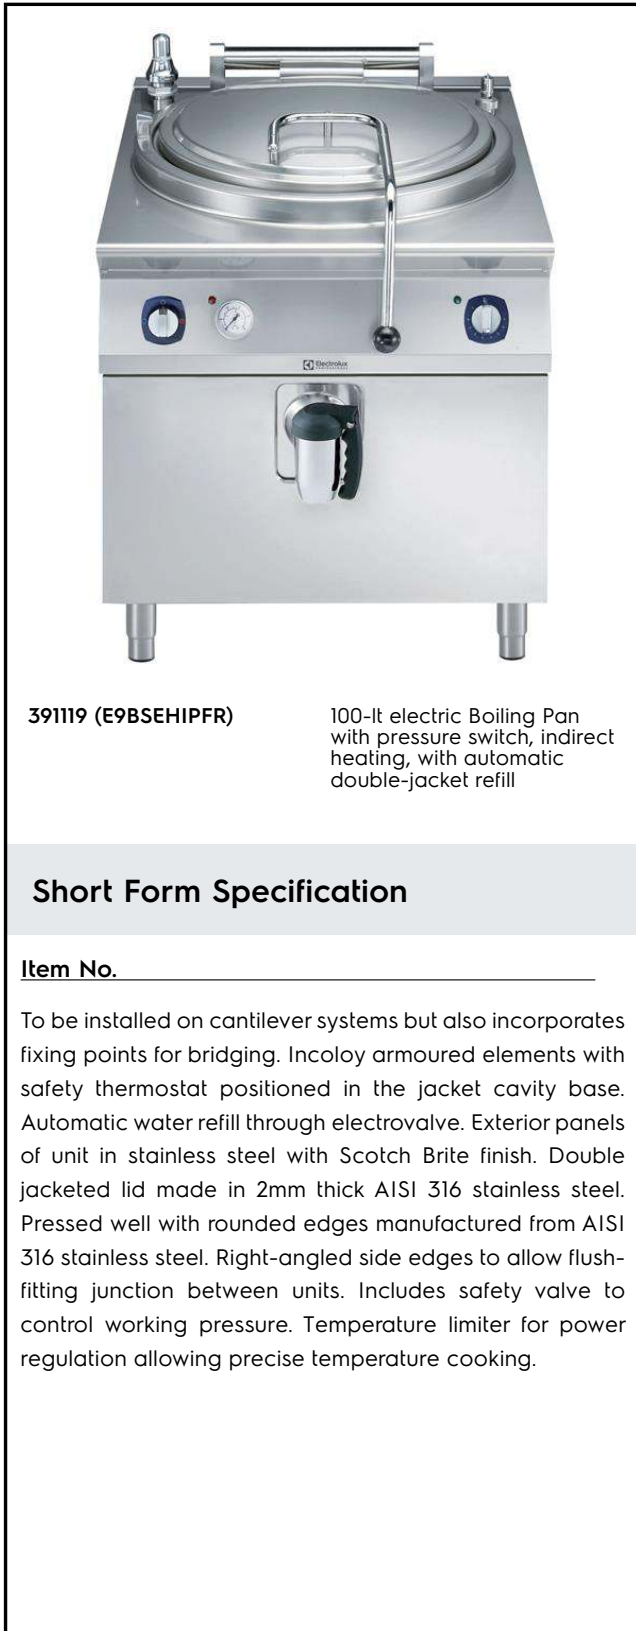 Electrolux
391119 (E9BSEHIPFR)
100-lt electric Boiling Pan
with pressure switch, indirect
heating, with automatic
double-jacket refill
Short Form Specification
Item No.
To be installed on cantilever systems but also incorporates
fixing points for bridging. Incoloy armoured elements with
safety thermostat positioned in the jacket cavity base.
Automatic water refill through electrovalve. Exterior panels
of unit in stainless steel with Scotch Brite finish. Double
jacketed lid made in 2mm thick AISI 316 stainless steel.
Pressed well with rounded edges manufactured from AISI
316 stainless steel. Right-angled side edges to allow flush-
fitting junction between units. Includes safety valve to
control working pressure. Temperature limiter for power
regulation allowing precise temperature cooking.